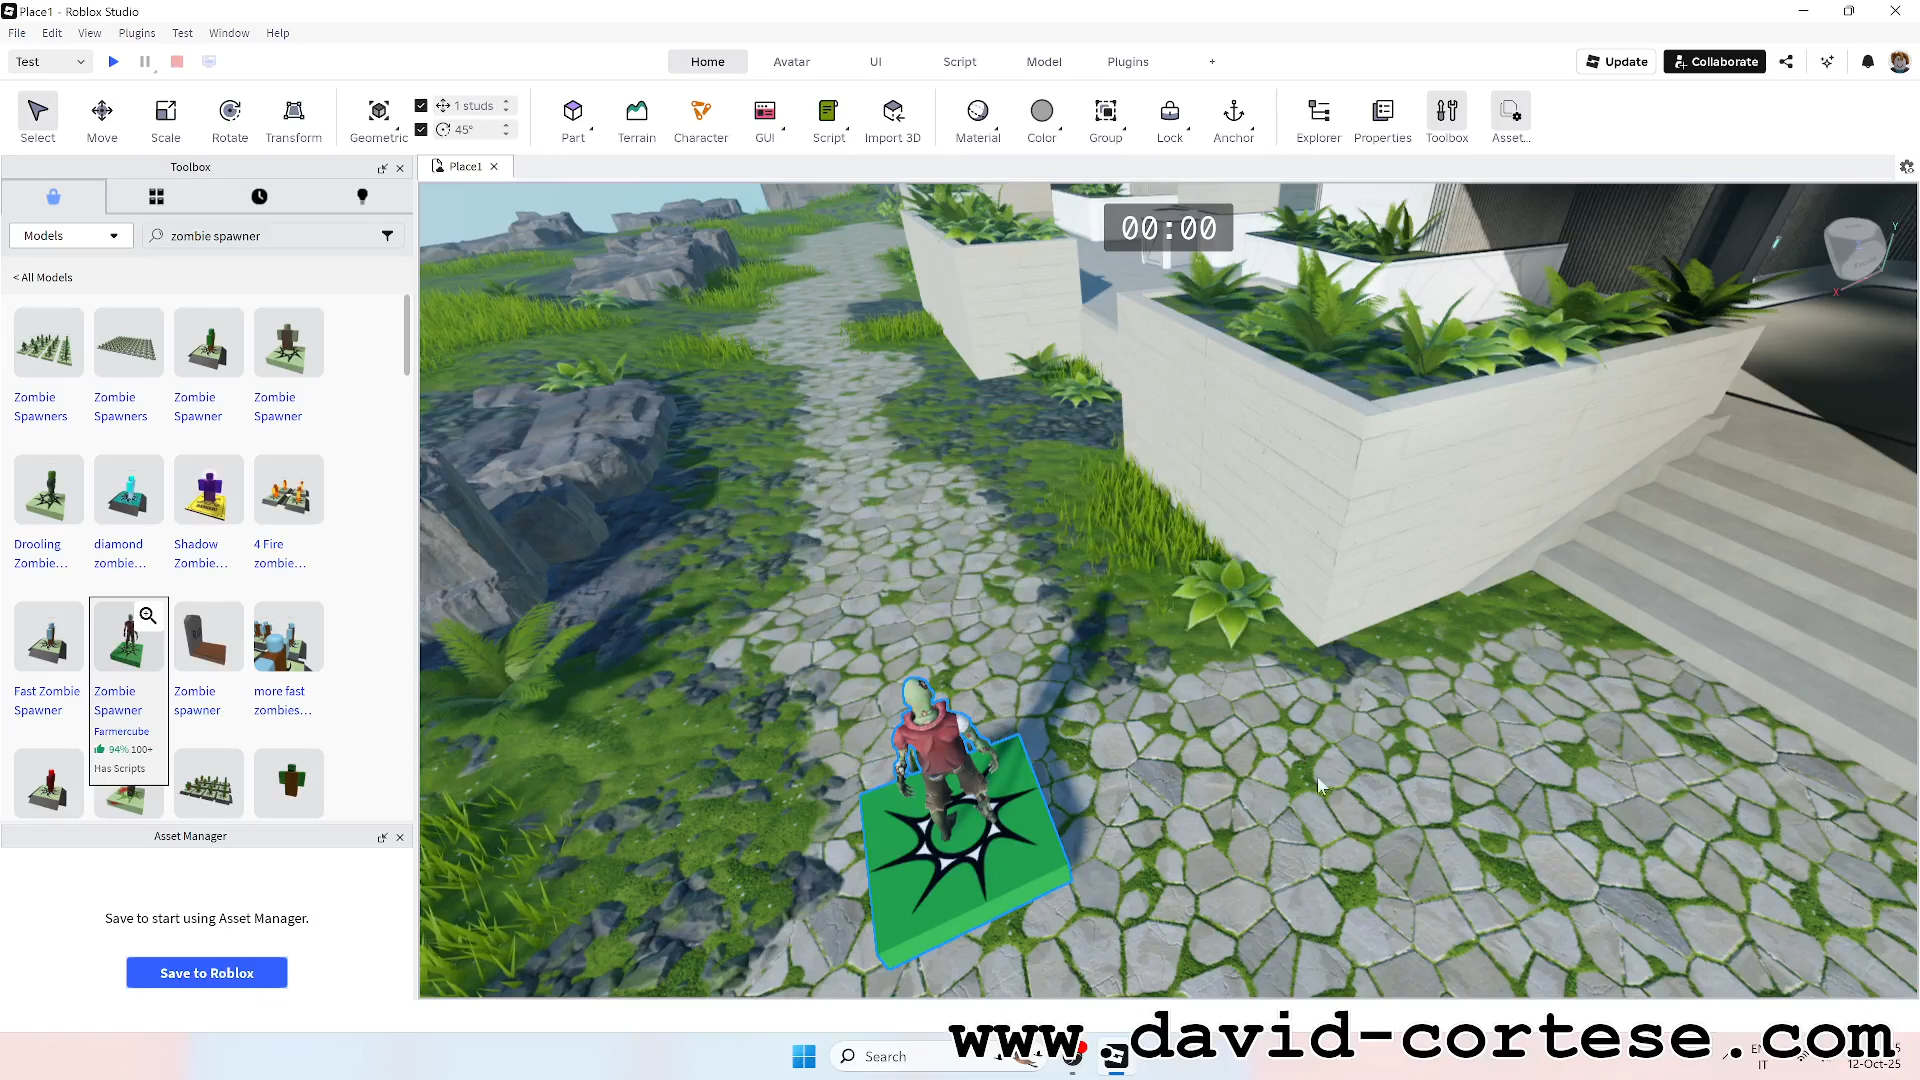 Place1 - Roblox Studio
File Edit View Plugins Test Window Help
Test
Home Avatar UI Script Model Plugins +
Update Collaborate
Select Move Scale Rotate Transform Geometric
1 studs
45°
Part Terrain Character GUI Script Import 3D
Material Color Group Lock Anchor
Explorer Properties Toolbox Asset...
Toolbox
Place1
Models
zombie spawner
< All Models
00:00
Y
X
Zombie Spawners
Zombie Spawners
Zombie Spawner
Zombie Spawner
Drooling Zombie...
diamond zombie...
Shadow Zombie...
4 Fire zombie...
Fast Zombie Spawner
Zombie Spawner
Farmercube
94% 100+
Has Scripts
Zombie spawner
more fast zombies...
Asset Manager
Save to start using Asset Manager.
Save to Roblox
www.david-cortese.com
Search
IT
12-Oct-25